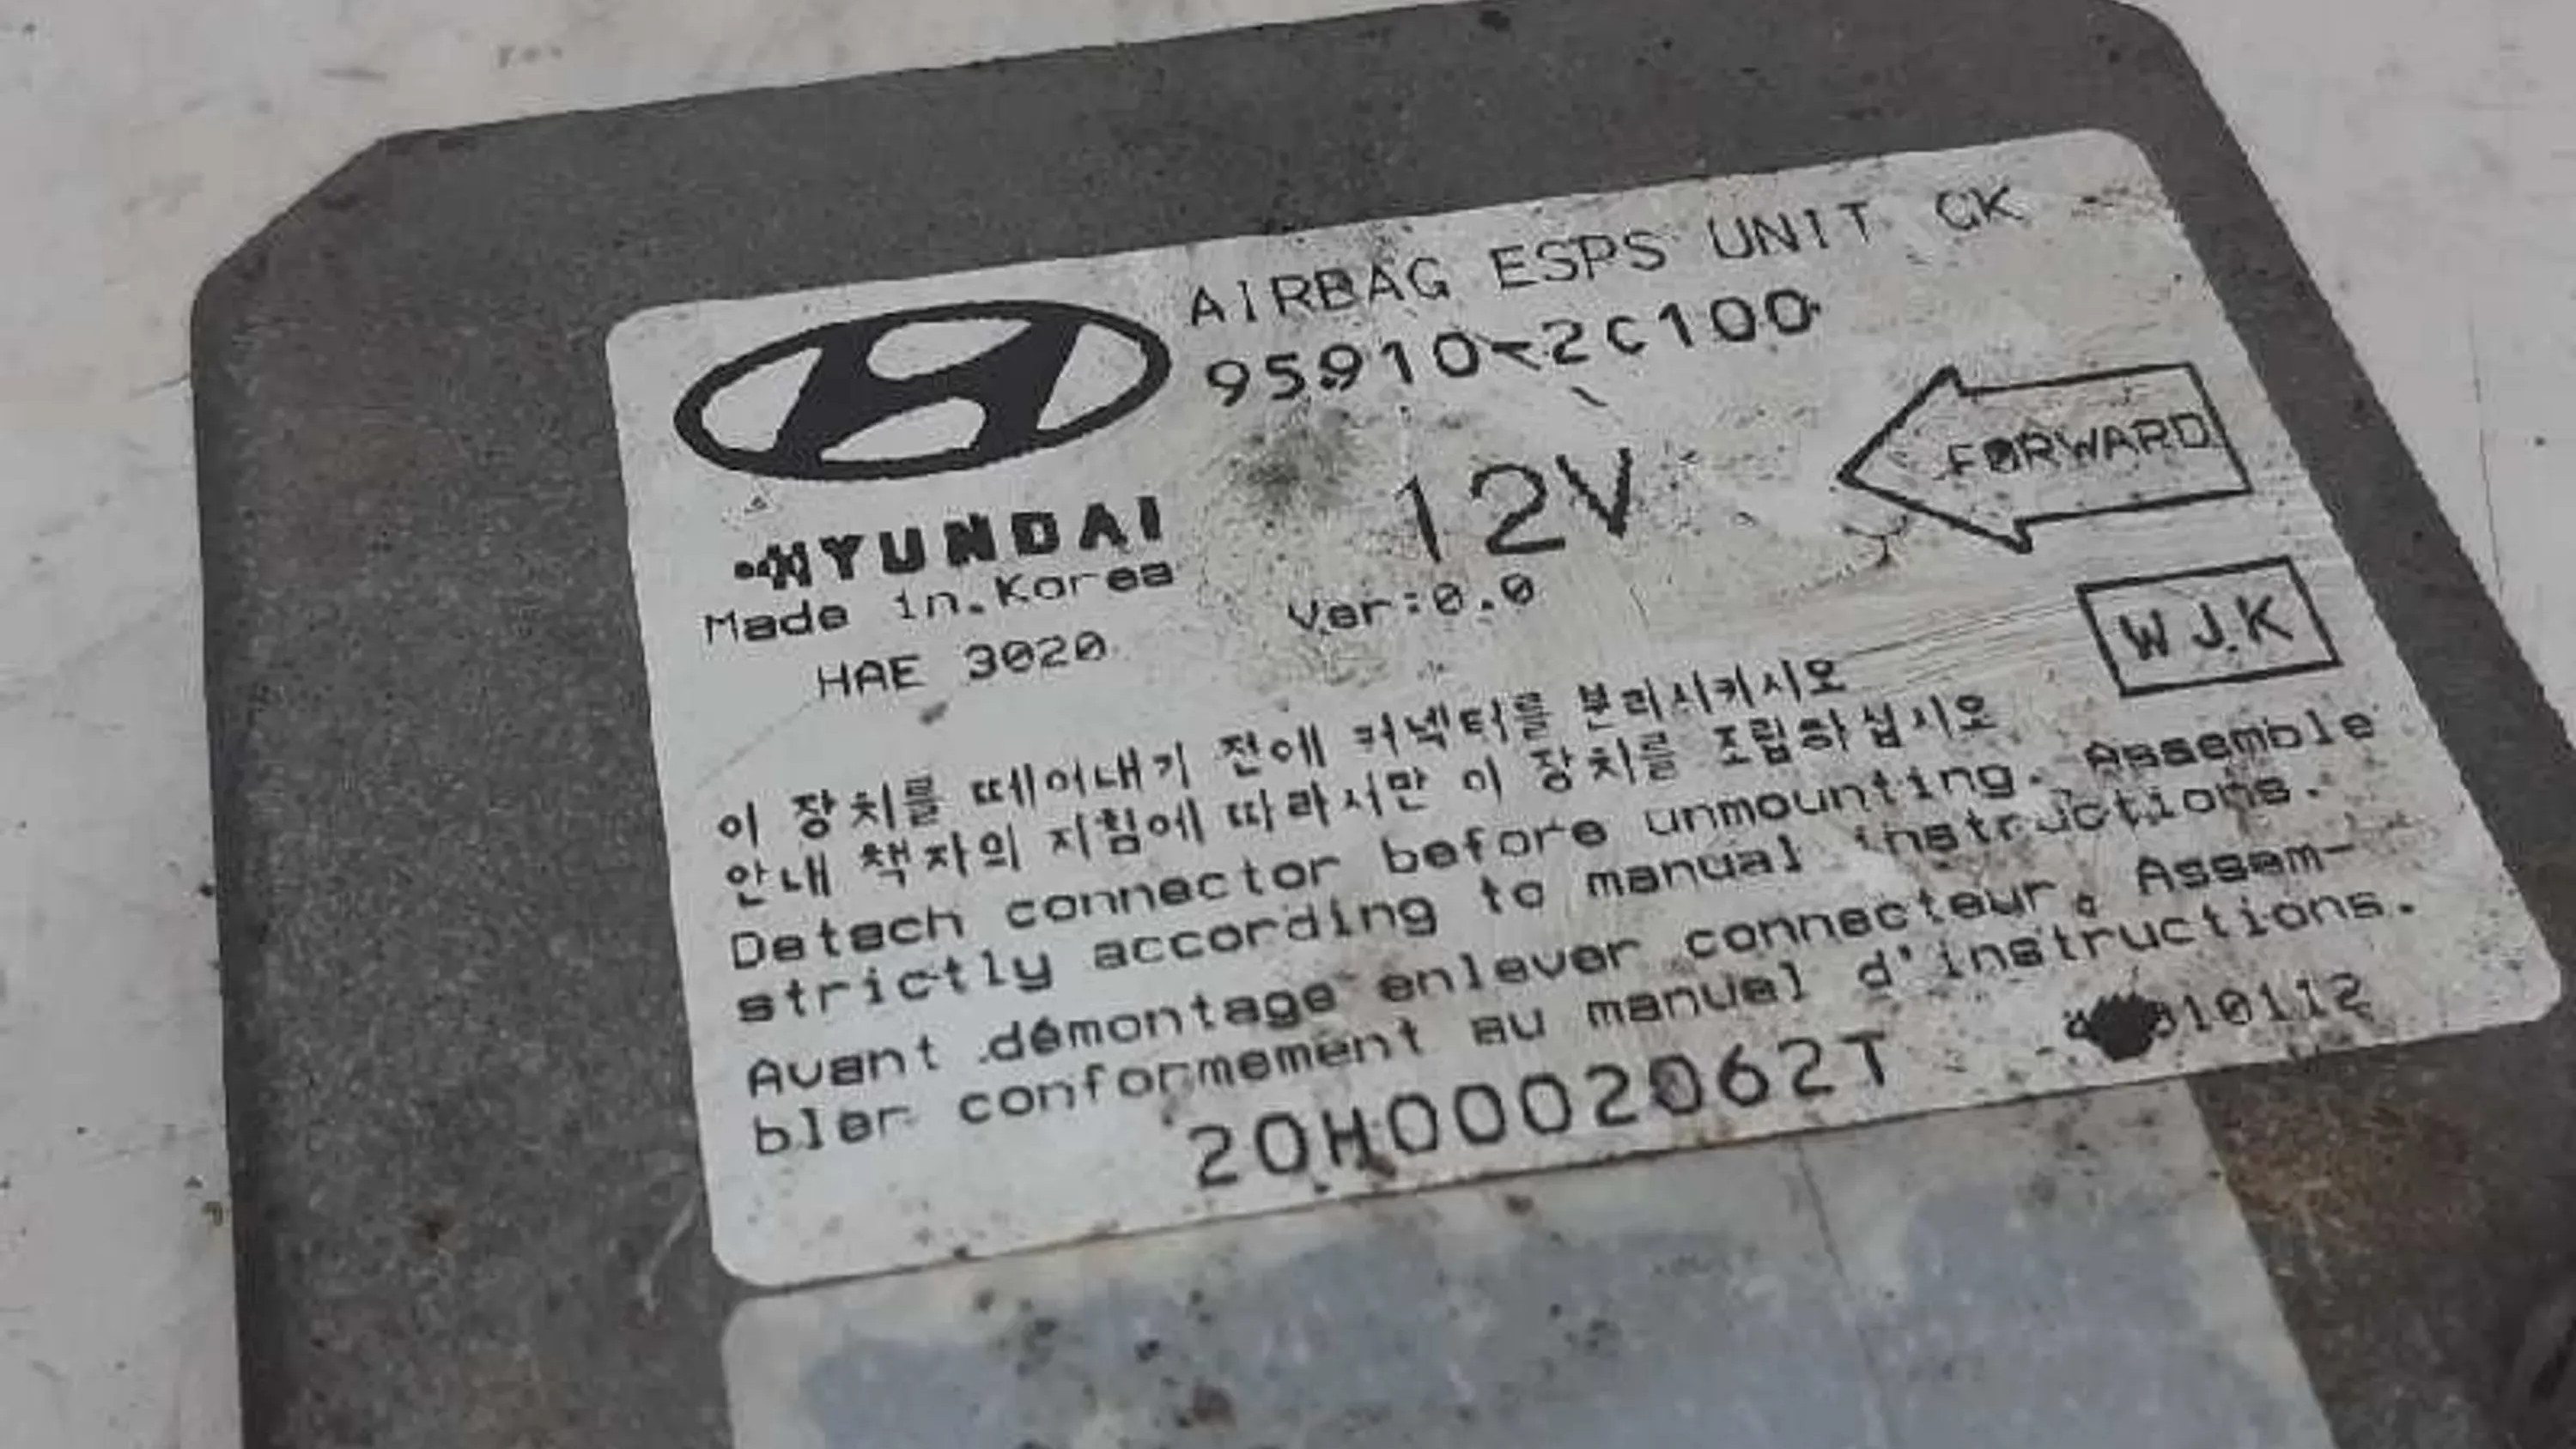 AIRBAG ESPS UNIT GK
95910-2C100
12V
FORWARD
HYUNDAI
Made in.Korea
Ver:0.0
HAE 3020
W J.K
이 장치를 떼어내기 전에 커넥터를 분리시키시오
안내 책자의 지침에 따라서만 이 장치를 조립하십시오
Detach connector before unmounting. Assemble
strictly according to manual instructions.
Avant démontage enlever connecteur. Assem-
bler conformement au manual d'instructions.
20H0002062T